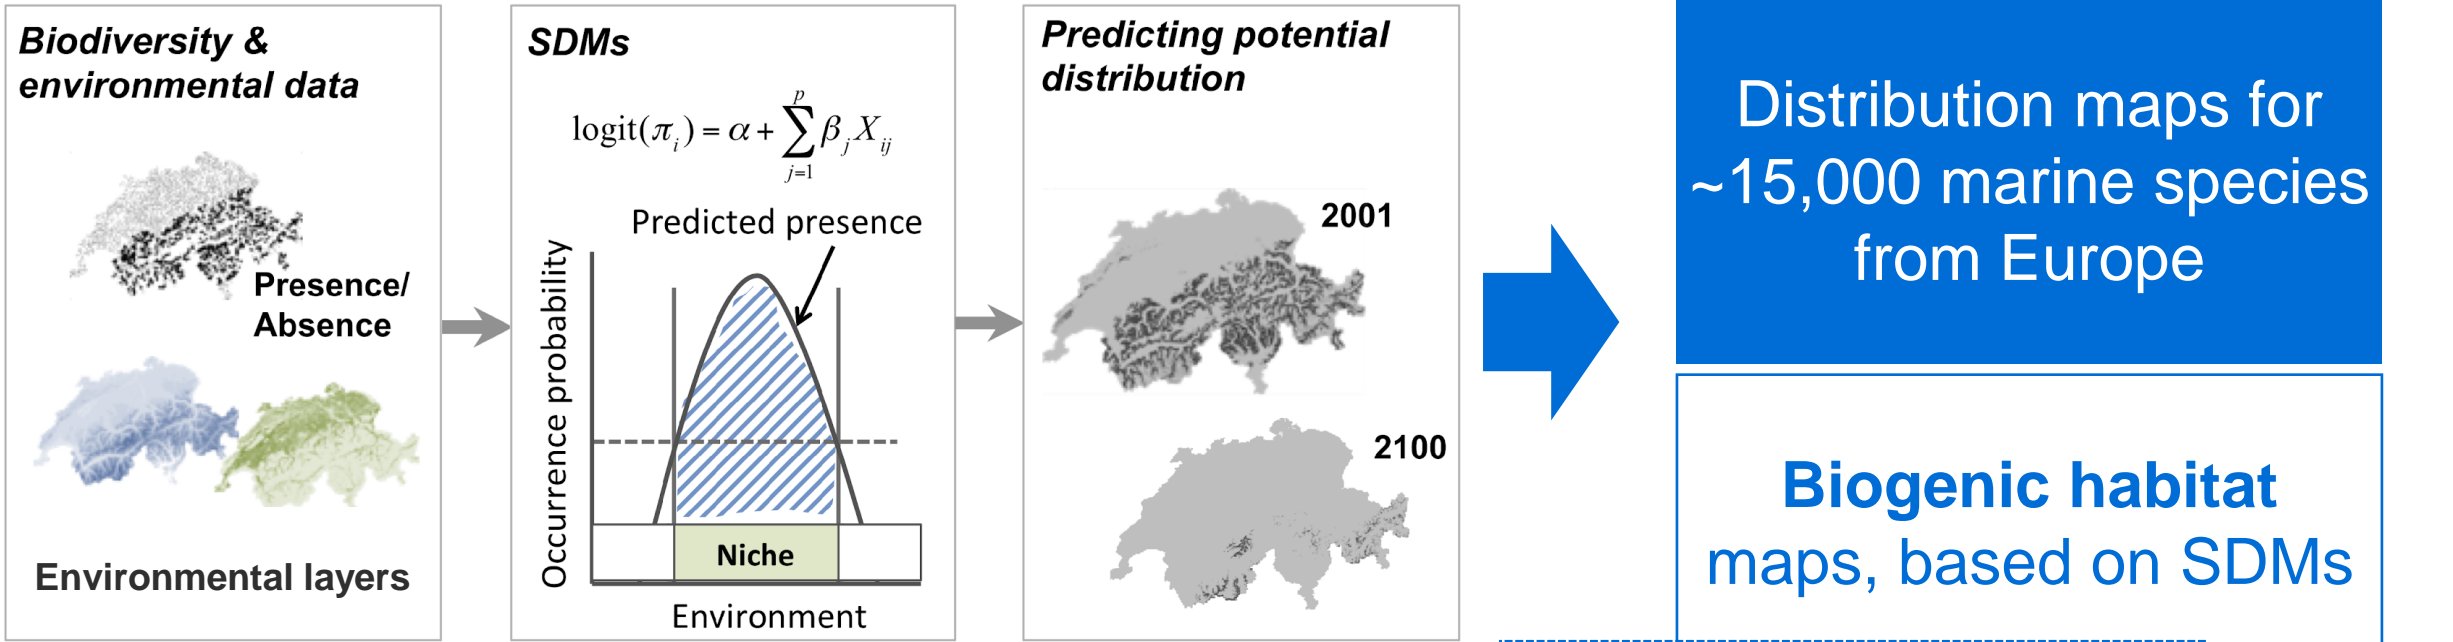 Biodiversity &
environmental data
Presence/
Absence
Environmental layers
SDMs
logit(π_i) = α + ∑_{j=1}^{p} β_j X_{ij}
Predicted presence
Occurrence probability
Niche
Environment
Predicting potential
distribution
2001
2100
Distribution maps for
~15,000 marine species
from Europe
Biogenic habitat
maps, based on SDMs